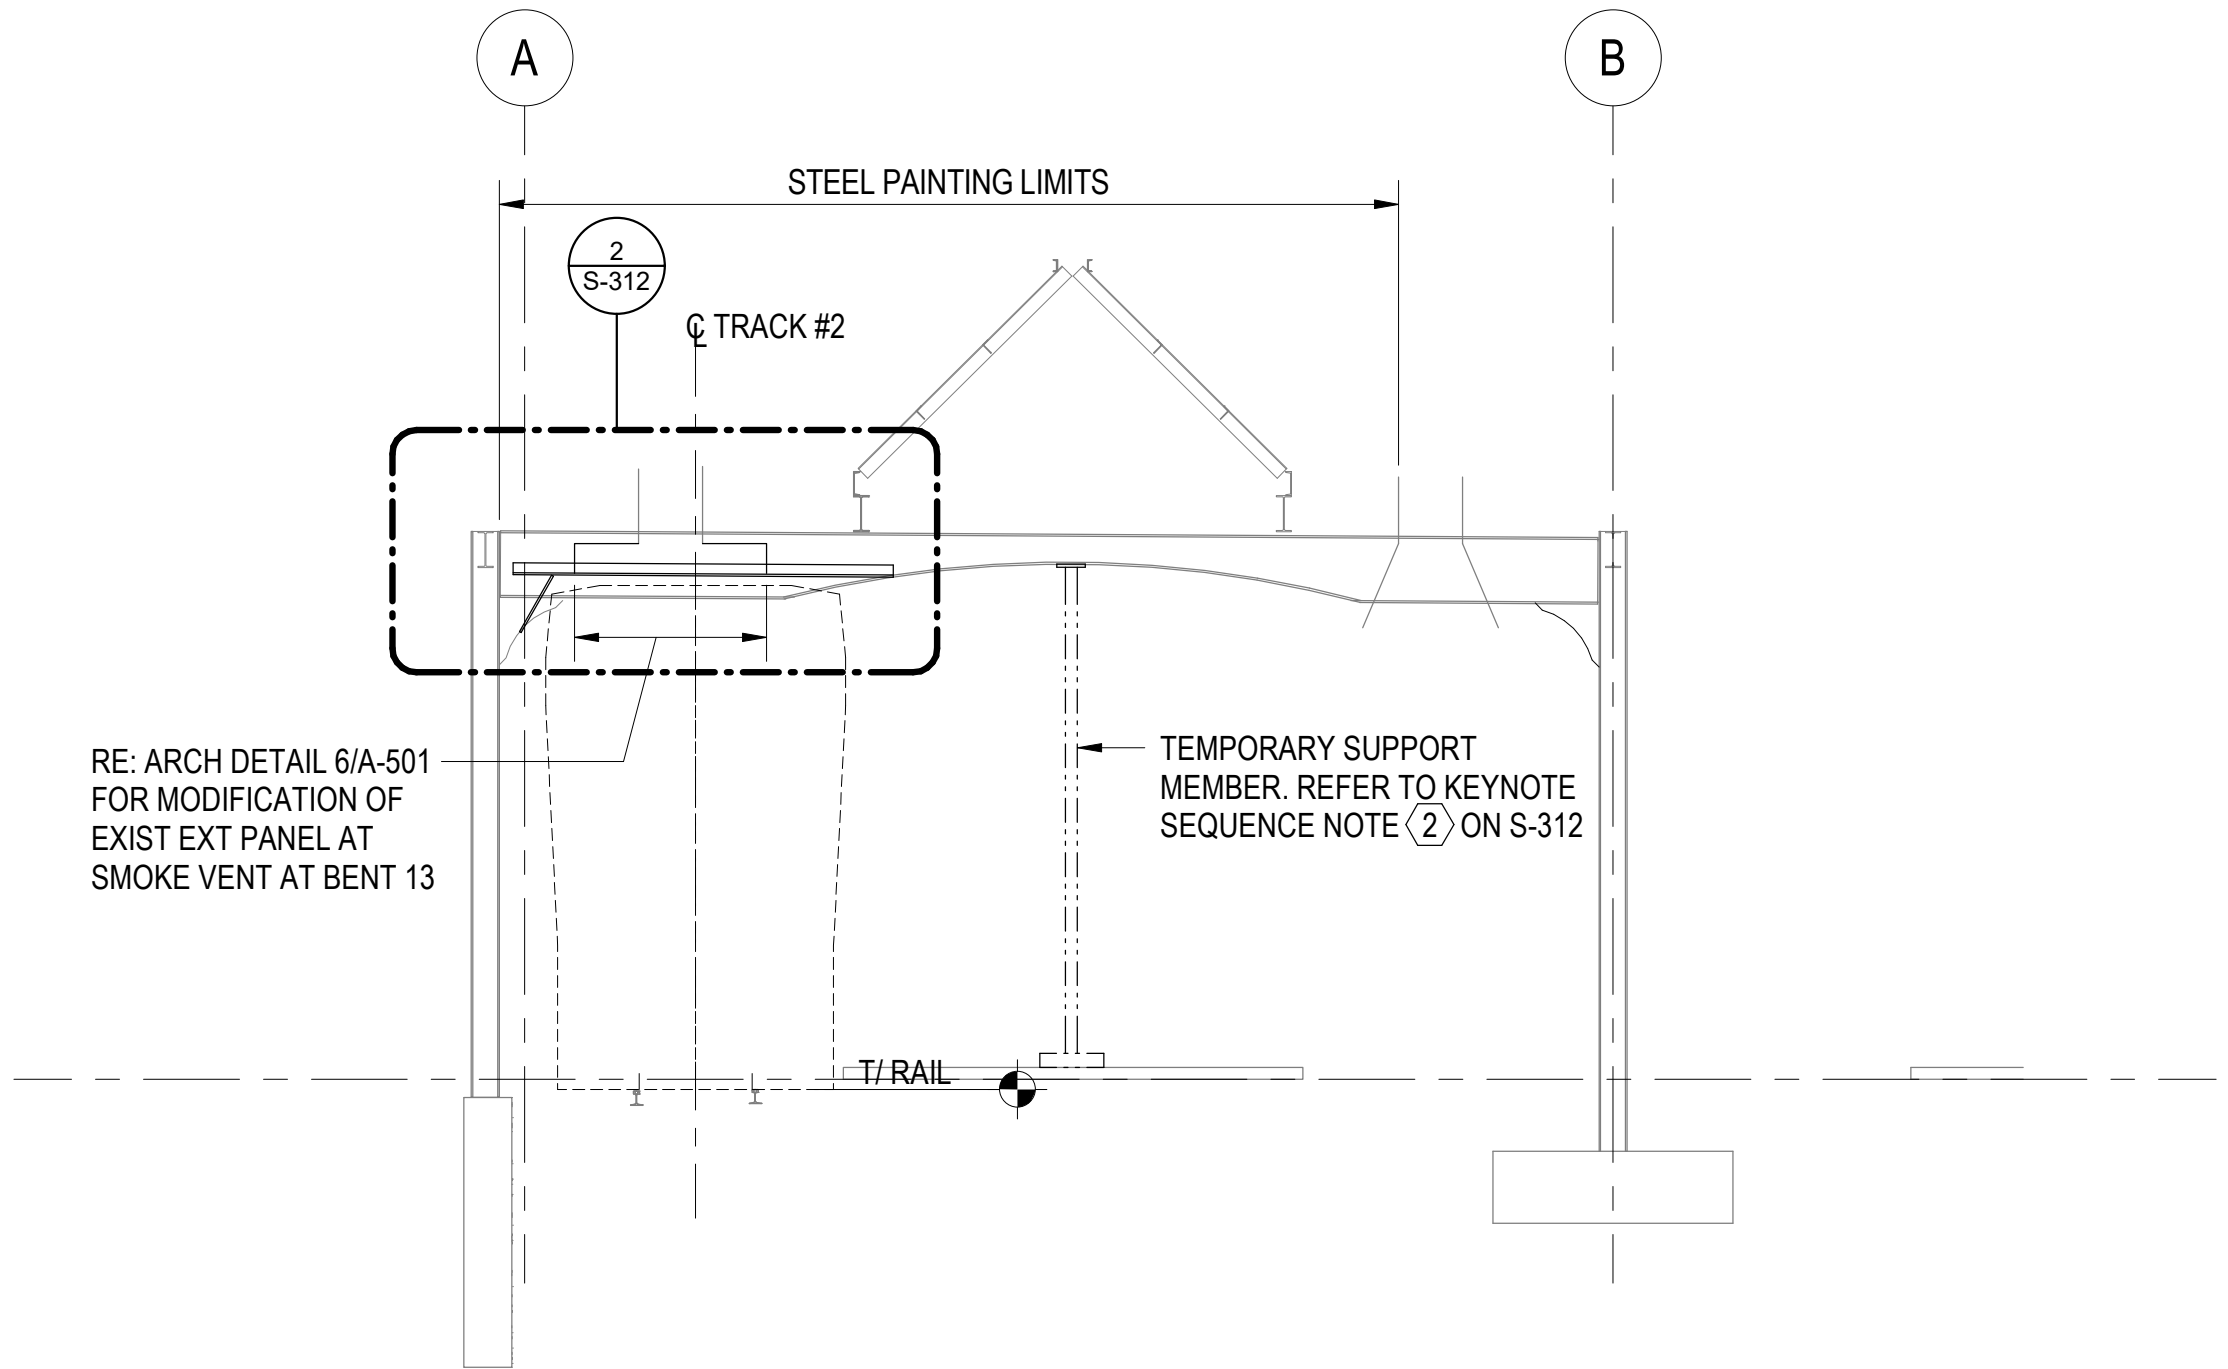 A
B
STEEL PAINTING LIMITS
2
S-312
℄ TRACK #2
RE: ARCH DETAIL 6/A-501
FOR MODIFICATION OF
EXIST EXT PANEL AT
SMOKE VENT AT BENT 13
TEMPORARY SUPPORT
MEMBER. REFER TO KEYNOTE
SEQUENCE NOTE 2 ON S-312
T/ RAIL